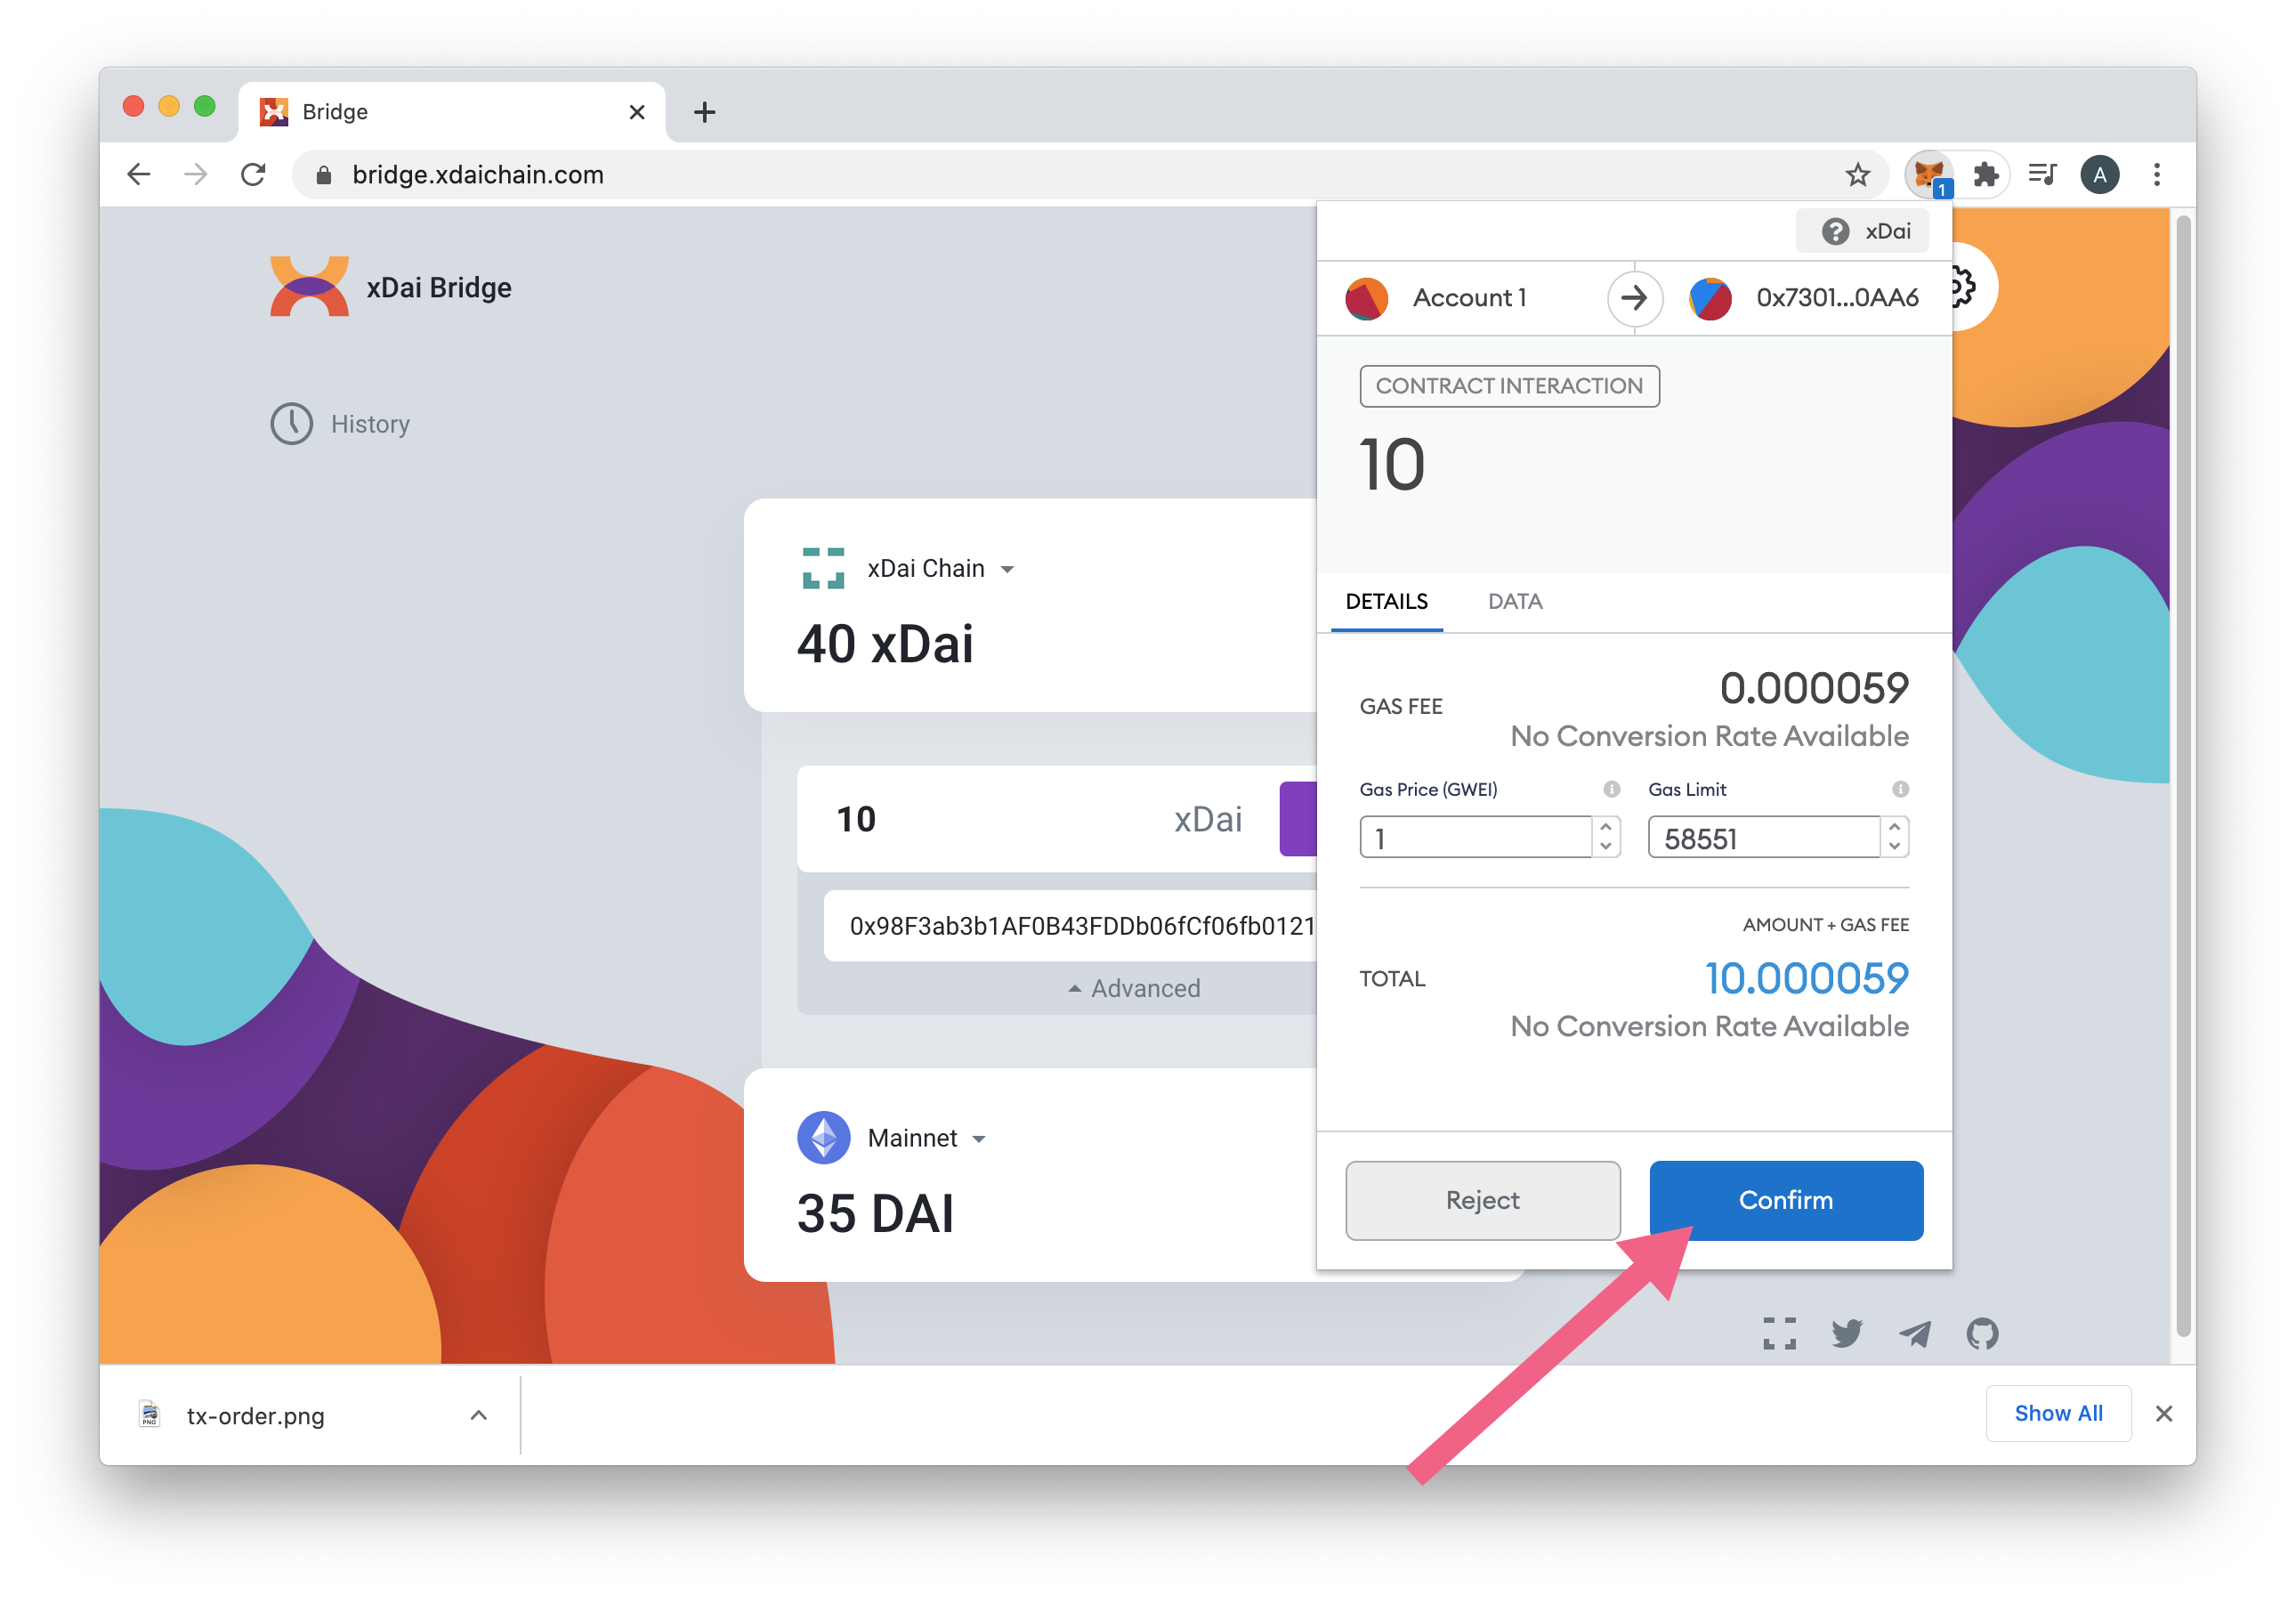 Bridge
bridge.xdaichain.com
1
A
xDai
xDai Bridge
Account 1
0x7301...0AA6
History
CONTRACT INTERACTION
10
xDai Chain
40 xDai
DETAILS
DATA
GAS FEE
0.000059
No Conversion Rate Available
Gas Price (GWEI)
Gas Limit
1
58551
10
xDai
0x98F3ab3b1AF0B43FDDb06fCf06fb0121
Advanced
AMOUNT + GAS FEE
TOTAL
10.000059
No Conversion Rate Available
Mainnet
35 DAI
Reject
Confirm
PNG
tx-order.png
Show All